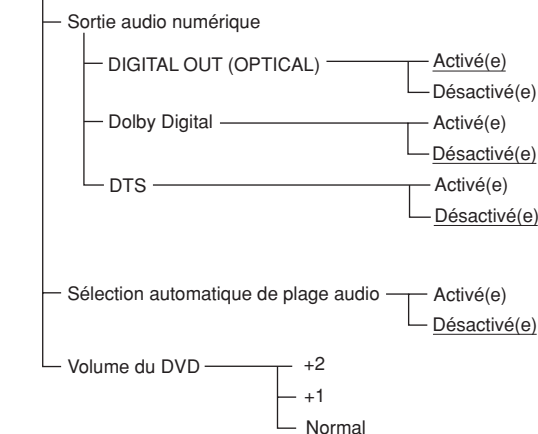 Sortie audio numérique
DIGITAL OUT (OPTICAL)
Activé(e)
Désactivé(e)
Dolby Digital
Activé(e)
Désactivé(e)
DTS
Activé(e)
Désactivé(e)
Sélection automatique de plage audio
Activé(e)
Désactivé(e)
Volume du DVD
+2
+1
Normal